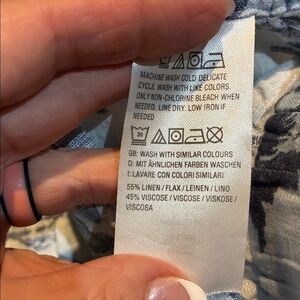 MACHINE WASH COLD DELICATE
CYCLE. WASH WITH LIKE COLORS.
ONLY NON-CHLORINE BLEACH WHEN
NEEDED. LINE DRY. LOW IRON IF
NEEDED
30
GB: WASH WITH SIMILAR COLOURS
D: MIT ÄHNLICHEN FARBEN WASCHEN
I: LAVARE CON COLORI SIMILARI
55% LINEN / FLAX / LEINEN / LINO
45% VISCOSE / VISCOSE / VISKOSE /
VISCOSA